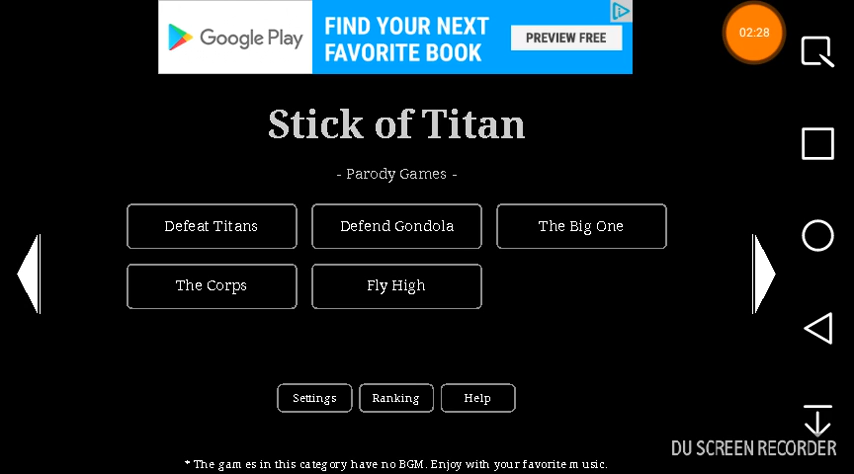 Google Play
FIND YOUR NEXT
FAVORITE BOOK
PREVIEW FREE
02:28
Stick of Titan
- Parody Games -
Defeat Titans
Defend Gondola
The Big One
The Corps
Fly High
Settings
Ranking
Help
DU SCREEN RECORDER
* The games in this category have no BGM. Enjoy with your favorite music.